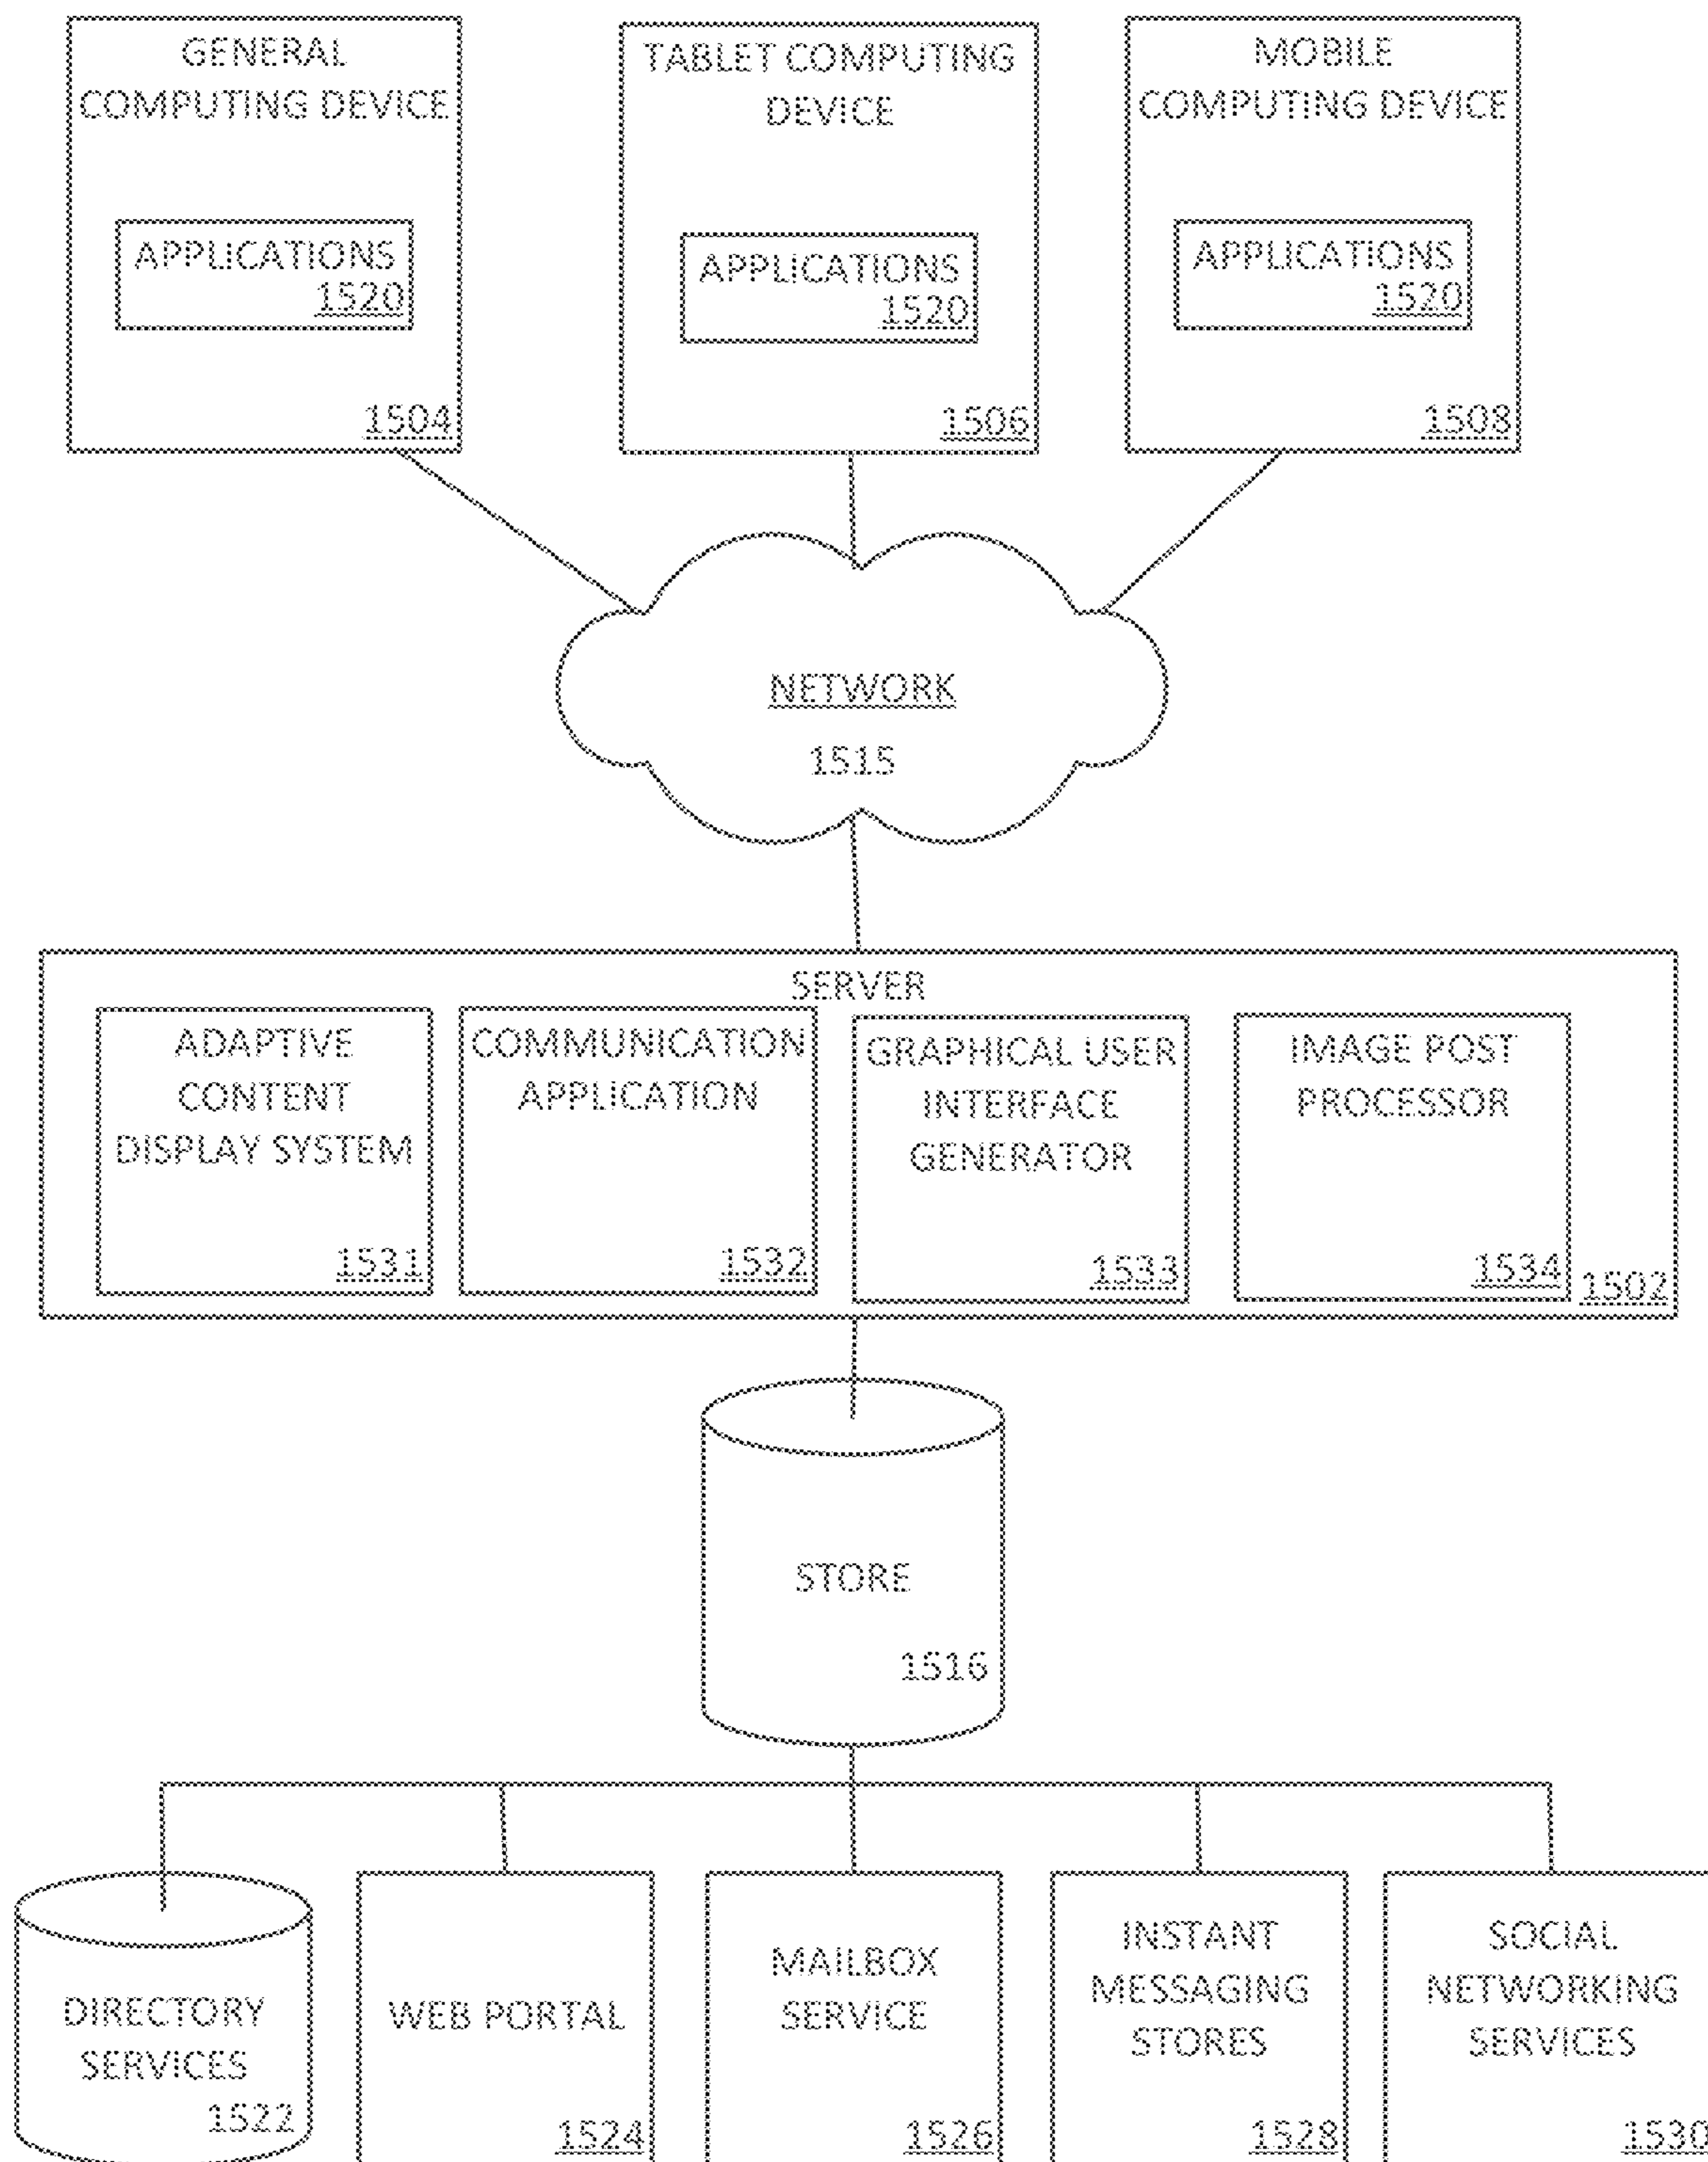 GENERAL
COMPUTING DEVICE
APPLICATIONS
1520
1504
TABLET COMPUTING
DEVICE
APPLICATIONS
1520
1506
MOBILE
COMPUTING DEVICE
APPLICATIONS
1520
1508
NETWORK
1515
SERVER
ADAPTIVE
CONTENT
DISPLAY SYSTEM
1531
COMMUNICATION
APPLICATION
1532
GRAPHICAL USER
INTERFACE
GENERATOR
1533
IMAGE POST
PROCESSOR
1534
1502
STORE
1516
DIRECTORY
SERVICES
1522
WEB PORTAL
1524
MAILBOX
SERVICE
1526
INSTANT
MESSAGING
STORES
1528
SOCIAL
NETWORKING
SERVICES
1530